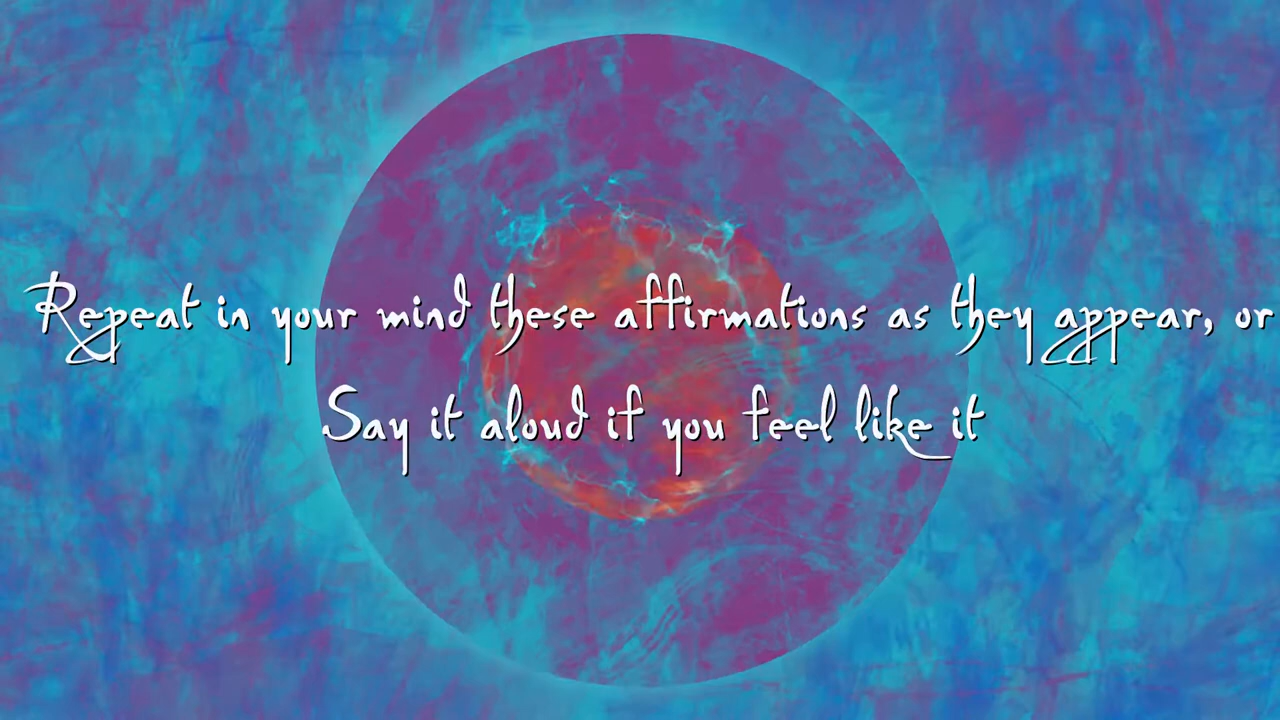 Repeat in your mind these affirmations as they appear, or
Say it aloud if you feel like it